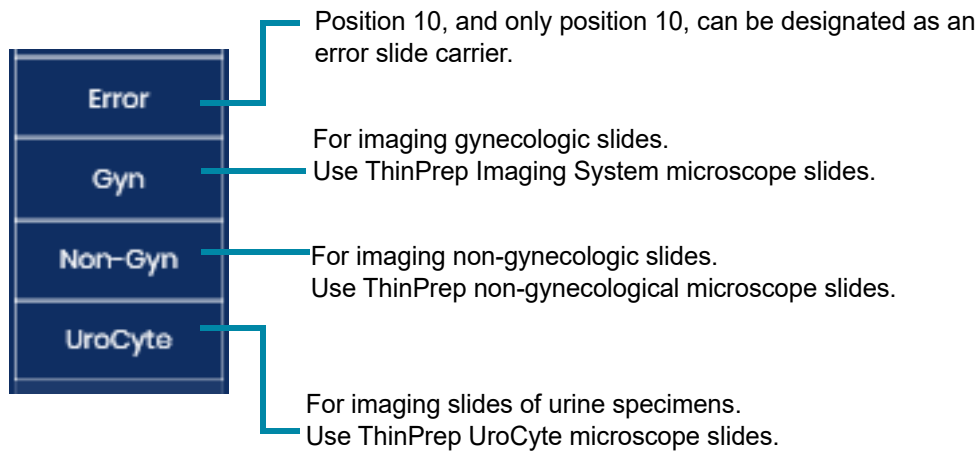 Position 10, and only position 10, can be designated as an
error slide carrier.
Error
For imaging gynecologic slides.
Use ThinPrep Imaging System microscope slides.
Gyn
For imaging non-gynecologic slides.
Use ThinPrep non-gynecological microscope slides.
Non-Gyn
UroCyte
For imaging slides of urine specimens.
Use ThinPrep UroCyte microscope slides.